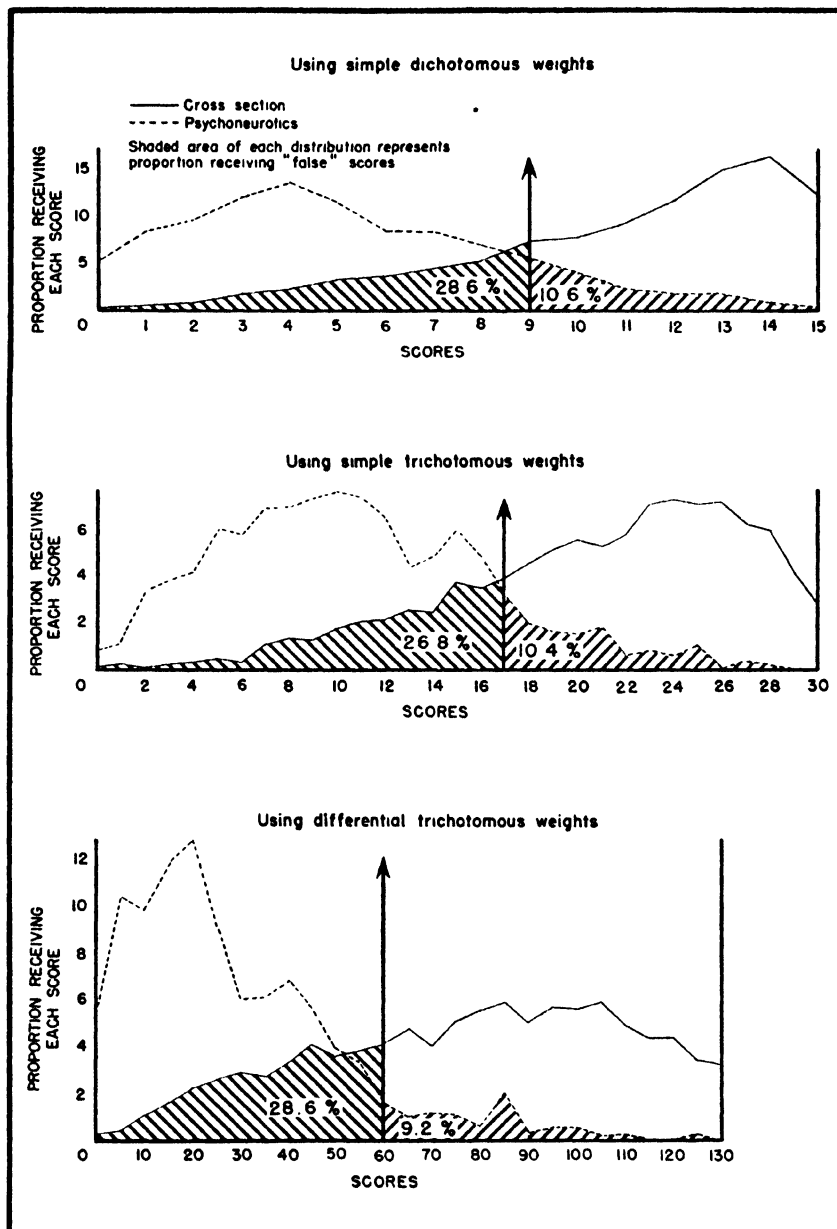 Using simple dichotomous weights
Cross section
Psychoneurotics
Shaded area of each distribution represents
proportion receiving "false" scores
PROPORTION RECEIVING
EACH SCORE
15
10
5
28 6 %
10 6 %
0 1 2 3 4 5 6 7 8 9 10 11 12 13 14 15
SCORES
Using simple trichotomous weights
PROPORTION RECEIVING
EACH SCORE
6
4
2
26 8 %
10 4 %
0 2 4 6 8 10 12 14 16 18 20 22 24 26 28 30
SCORES
Using differential trichotomous weights
PROPORTION RECEIVING
EACH SCORE
12
10
8
6
4
2
28.6 %
9.2 %
0 10 20 30 40 50 60 70 80 90 100 110 120 130
SCORES